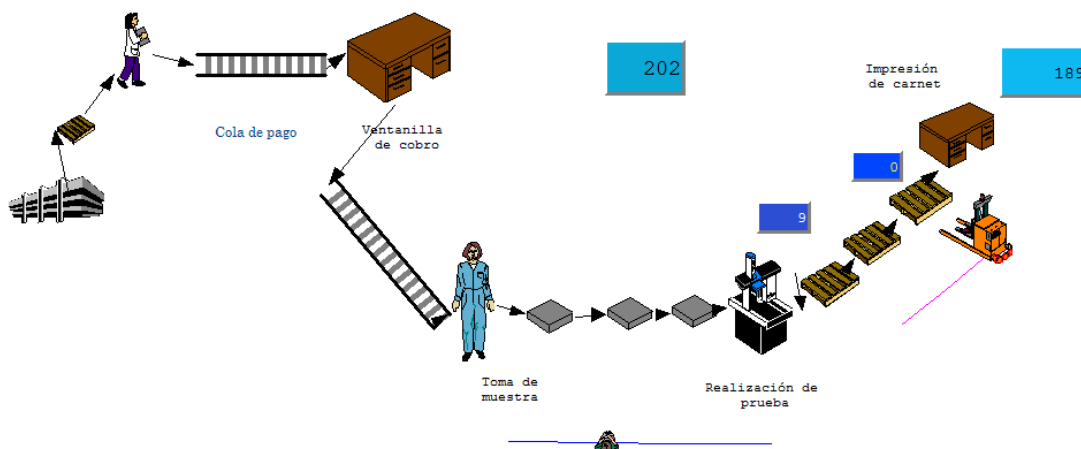 202
Impresión
de carnet
189
Cola de pago
Ventanilla
de cobro
0
9
Toma de
muestra
Realización de
prueba